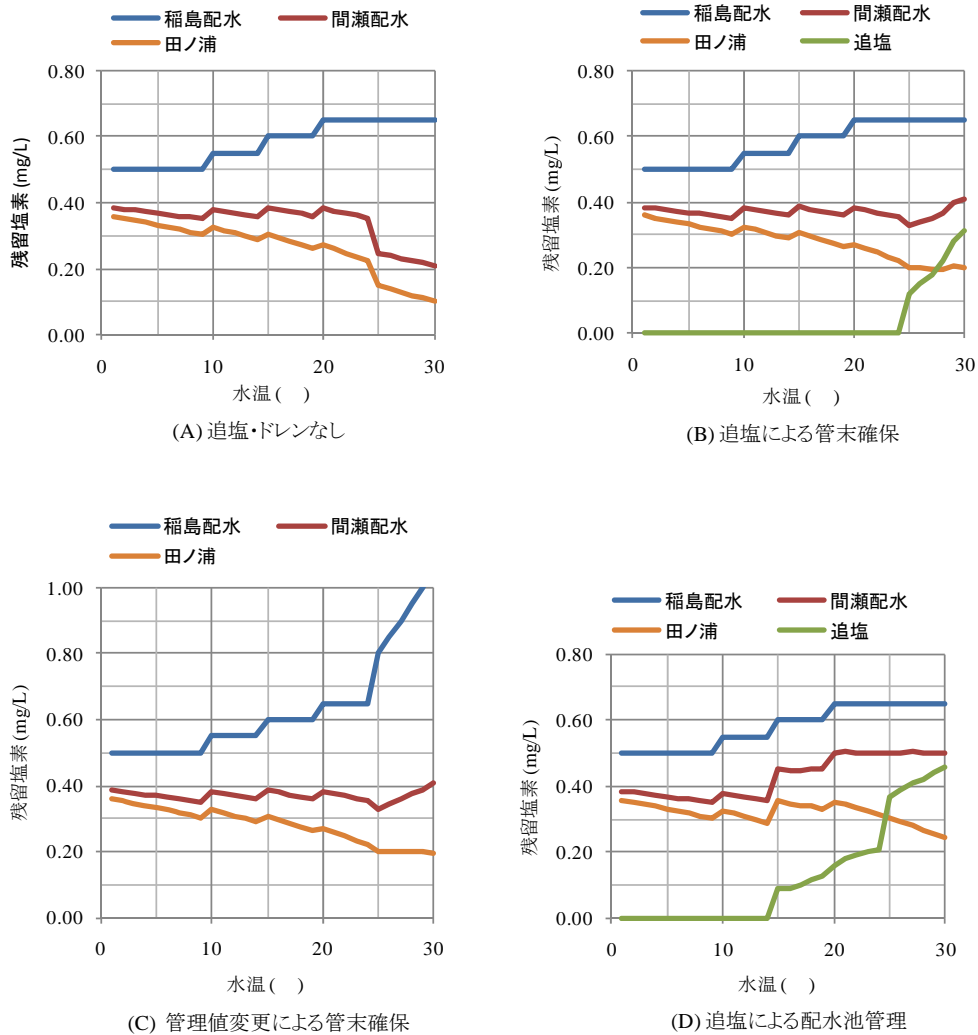 稲島配水 間瀬配水
田ノ浦
0.80
0.60
0.40
0.20
0.00
残留塩素 (mg/L)
0 10 20 30
水温 ( )
(A) 追塩・ドレンなし
稲島配水 間瀬配水
田ノ浦 追塩
0.80
0.60
0.40
0.20
0.00
残留塩素 (mg/L)
0 10 20 30
水温 ( )
(B) 追塩による管末確保
稲島配水 間瀬配水
田ノ浦
1.00
0.80
0.60
0.40
0.20
0.00
残留塩素 (mg/L)
0 10 20 30
水温 ( )
(C) 管理値変更による管末確保
稲島配水 間瀬配水
田ノ浦 追塩
0.80
0.60
0.40
0.20
0.00
残留塩素 (mg/L)
0 10 20 30
水温 ( )
(D) 追塩による配水池管理